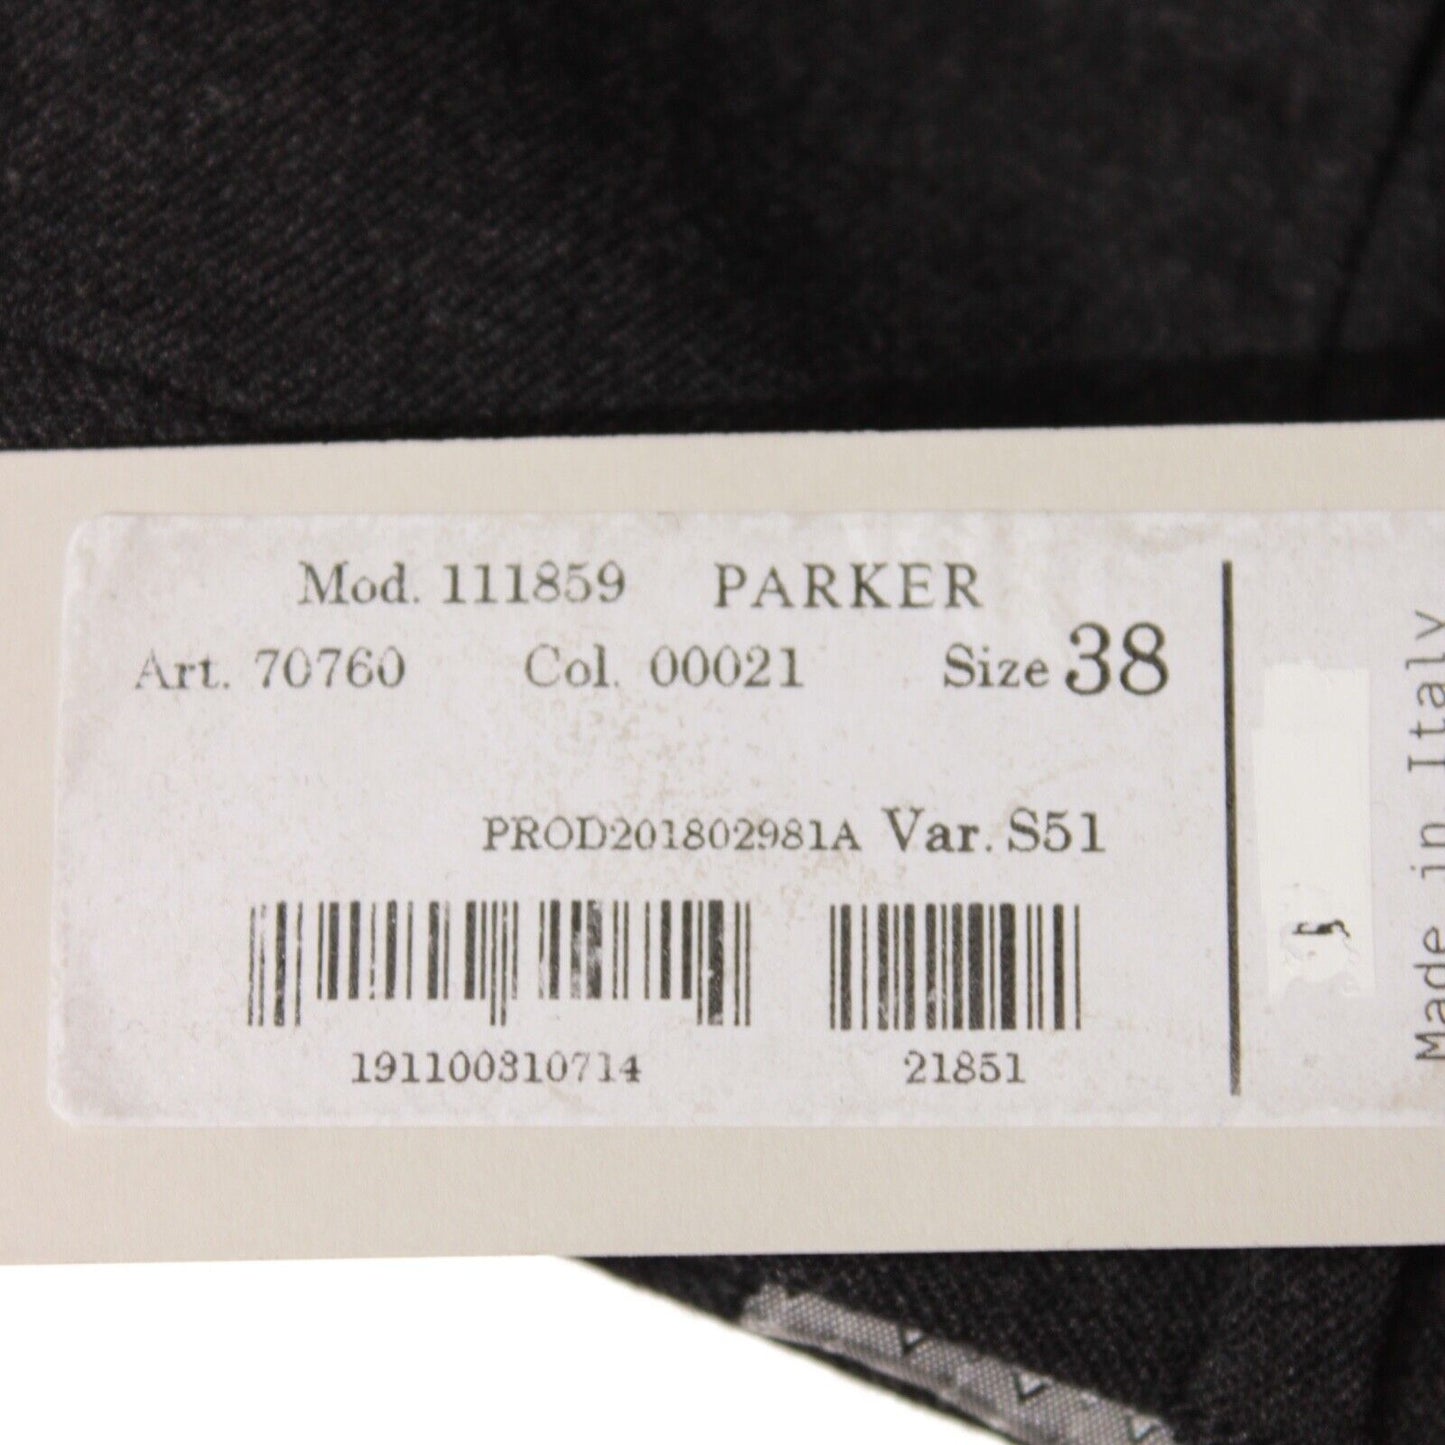 Mod. 111859 PARKER
Art. 70760 Col. 00021 Size 38
PROD201802981A Var. S51
191100310714 21851
Made in Italy